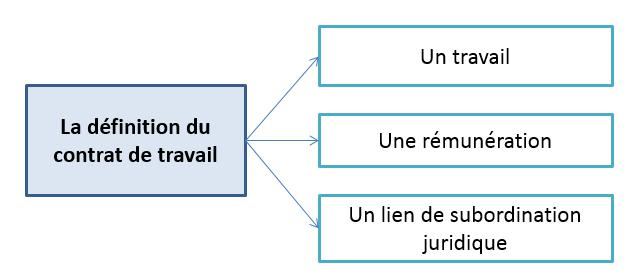 La définition du
contrat de travail
Un travail
Une rémunération
Un lien de subordination
juridique